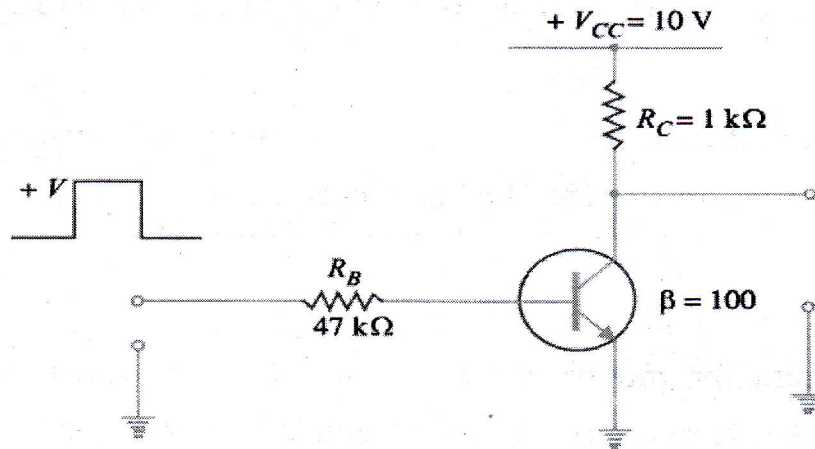 + V_CC = 10 V
R_C = 1 kΩ
+ V
R_B
47 kΩ
β = 100